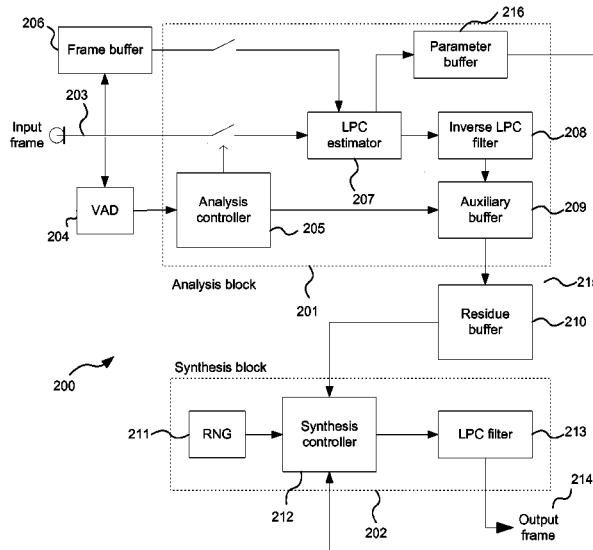 206
Frame buffer
216
Parameter
buffer
203
Input
frame
LPC
estimator
207
Inverse LPC
filter
208
VAD
204
Analysis
controller
205
Auxiliary
buffer
209
Analysis block
201
Residue
buffer
210
215
200
Synthesis block
211
RNG
Synthesis
controller
212
LPC filter
213
202
214
Output
frame